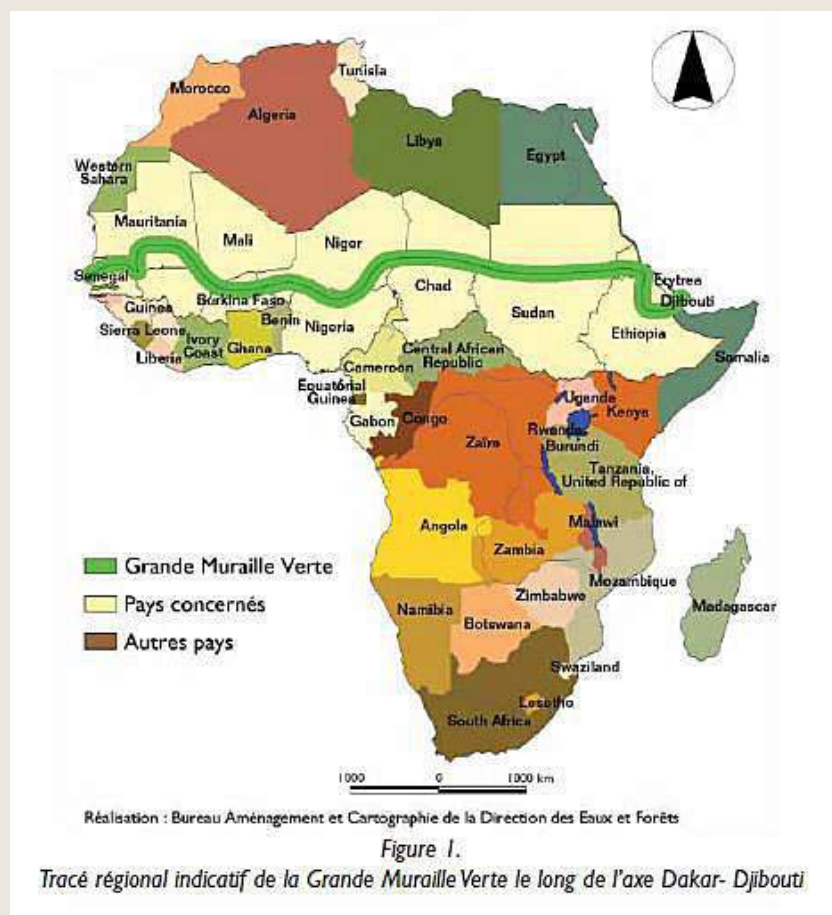 Tunisia
Morocco
Algeria
Libya
Egypt
Western
Sahara
Mauritania
Mali
Niger
Senegal
Chad
Sudan
Erytrea
Djibouti
Burkina Faso
Guinea
Benin
Nigeria
Ethiopia
Sierra Leone
Ivory
Coast
Ghana
Liberia
Somalia
Cameroon
Central African
Republic
Equatorial
Guinea
Gabon
Congo
Zaïre
Uganda
Kenya
Rwanda
Burundi
Tanzania,
United Republic of
Angola
Malawi
Zambia
Mozambique
Zimbabwe
Madagascar
Namibia
Botswana
Swaziland
Lesotho
South Africa
Grande Muraille Verte
Pays concernés
Autres pays
1000 0 1000 km
Réalisation : Bureau Aménagement et Cartographie de la Direction des Eaux et Forêts
Figure 1.
Tracé régional indicatif de la Grande Muraille Verte le long de l'axe Dakar- Djibouti